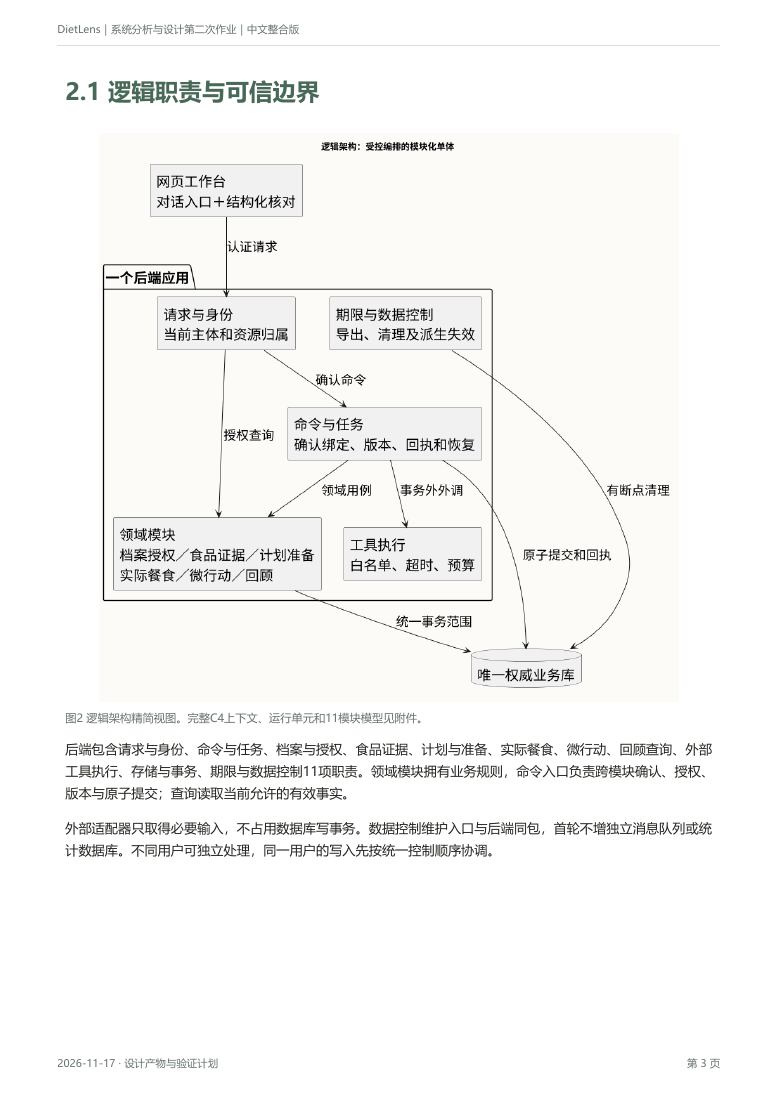 DietLens | 系统分析与设计第二次作业 | 中文整合版
2.1 逻辑职责与可信边界
逻辑架构：受控编排的模块化单体
网页工作台
对话入口＋结构化核对
认证请求
一个后端应用
请求与身份
当前主体和资源归属
期限与数据控制
导出、清理及派生失效
确认命令
命令与任务
确认绑定、版本、回执和恢复
授权查询
领域用例
事务外外调
有断点清理
领域模块
档案授权／食品证据／计划准备
实际餐食／微行动／回顾
工具执行
白名单、超时、预算
原子提交和回执
统一事务范围
唯一权威业务库
图2 逻辑架构精简视图。完整C4上下文、运行单元和11模块模型见附件。
后端包含请求与身份、命令与任务、档案与授权、食品证据、计划与准备、实际餐食、微行动、回顾查询、外部
工具执行、存储与事务、期限与数据控制11项职责。领域模块拥有业务规则，命令入口负责跨模块确认、授权、
版本与原子提交；查询读取当前允许的有效事实。
外部适配器只取得必要输入，不占用数据库写事务。数据控制维护入口与后端同包，首轮不增独立消息队列或统
计数据库。不同用户可独立处理，同一用户的写入先按统一控制顺序协调。
2026-11-17 · 设计产物与验证计划
第 3 页